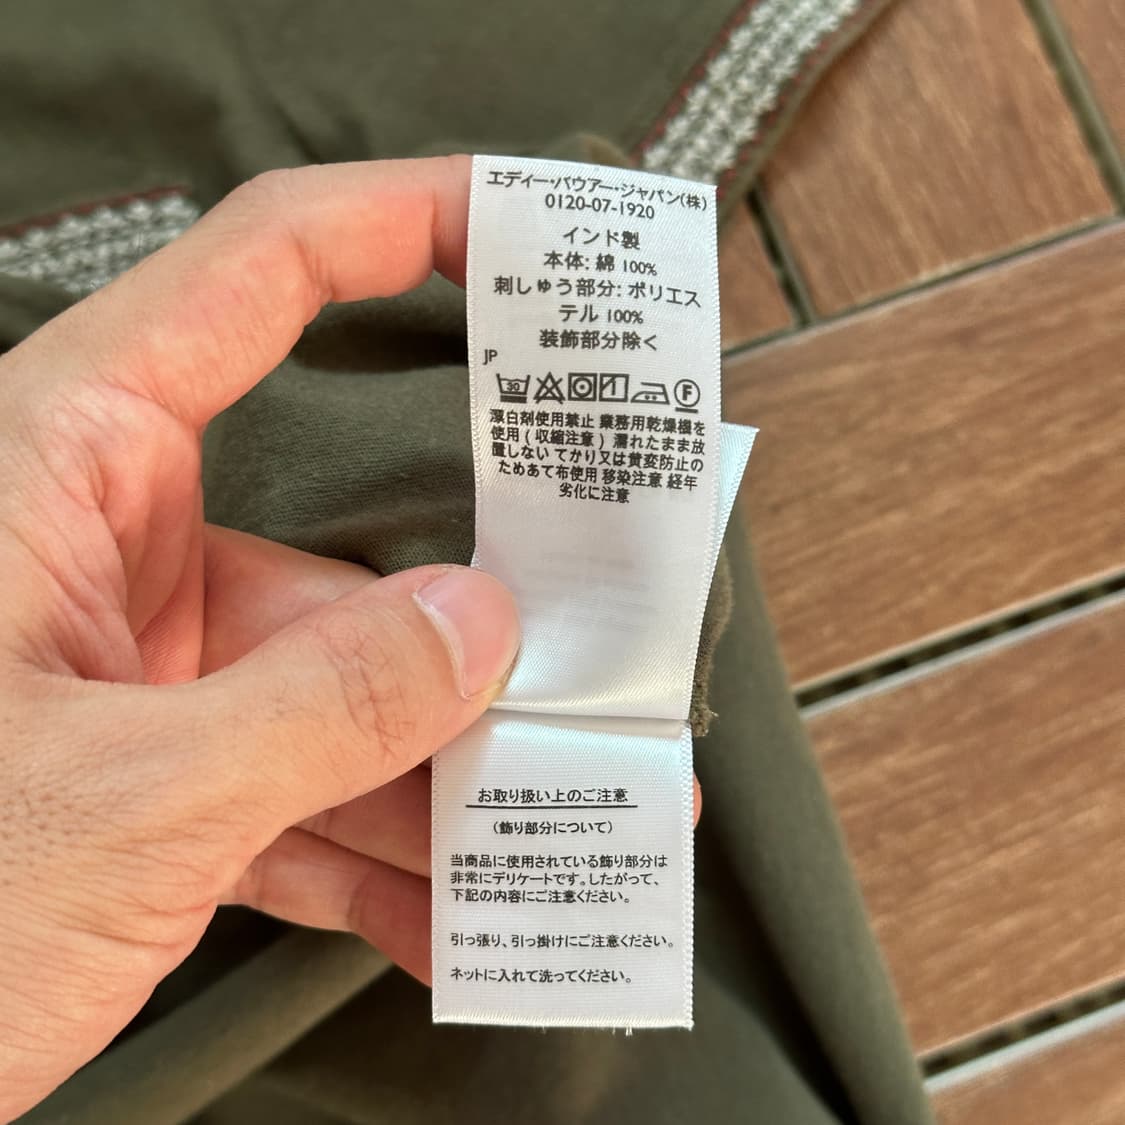 エディー・バウアー・ジャパン(株)
0120-07-1920
インド製
本体: 綿 100%
刺しゅう部分: ポリエス
テル 100%
装飾部分除く
JP
30
F
漂白剤使用禁止 業務用乾燥機を
使用 ( 収縮注意 ) 濡れたまま放
置しない てかり又は黄変防止の
ためあて布使用 移染注意 経年
劣化に注意
お取り扱い上のご注意
(飾り部分について)
当商品に使用されている飾り部分は
非常にデリケートです。したがって、
下記の内容にご注意ください。
引っ張り、引っ掛けにご注意ください。
ネットに入れて洗ってください。